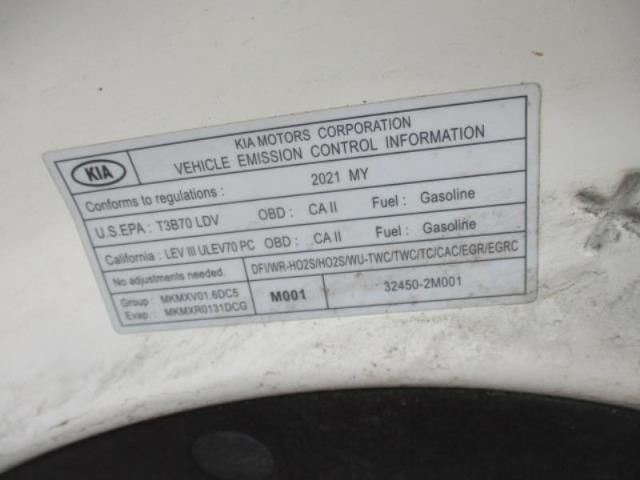 KIA
KIA MOTORS CORPORATION
VEHICLE EMISSION CONTROL INFORMATION
Conforms to regulations : 2021 MY
U.S.EPA : T3B70 LDV OBD : CA II Fuel : Gasoline
California : LEV III ULEV70 PC OBD : CA II Fuel : Gasoline
No adjustments needed. DFI/WR-HO2S/HO2S/WU-TWC/TWC/TC/CAC/EGR/EGRC
Group : MKMXV01.6DC5
Evap. : MKMXR0131DCG
M001
32450-2M001